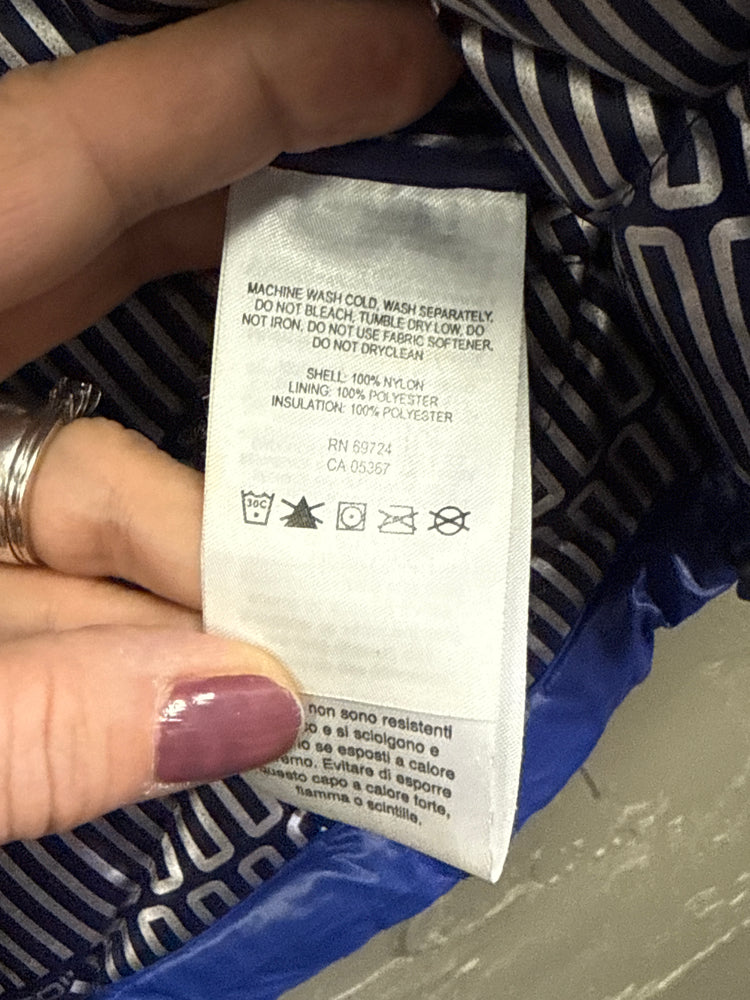 MACHINE WASH COLD, WASH SEPARATELY,
DO NOT BLEACH, TUMBLE DRY LOW, DO
NOT IRON, DO NOT USE FABRIC SOFTENER,
DO NOT DRYCLEAN
SHELL: 100% NYLON
LINING: 100% POLYESTER
INSULATION: 100% POLYESTER
RN 69724
CA 05367
30C
non sono resistenti
e si sciolgono e
se esposti a calore
Evitare di esporre
questo capo a calore forte,
fiamma o scintille.